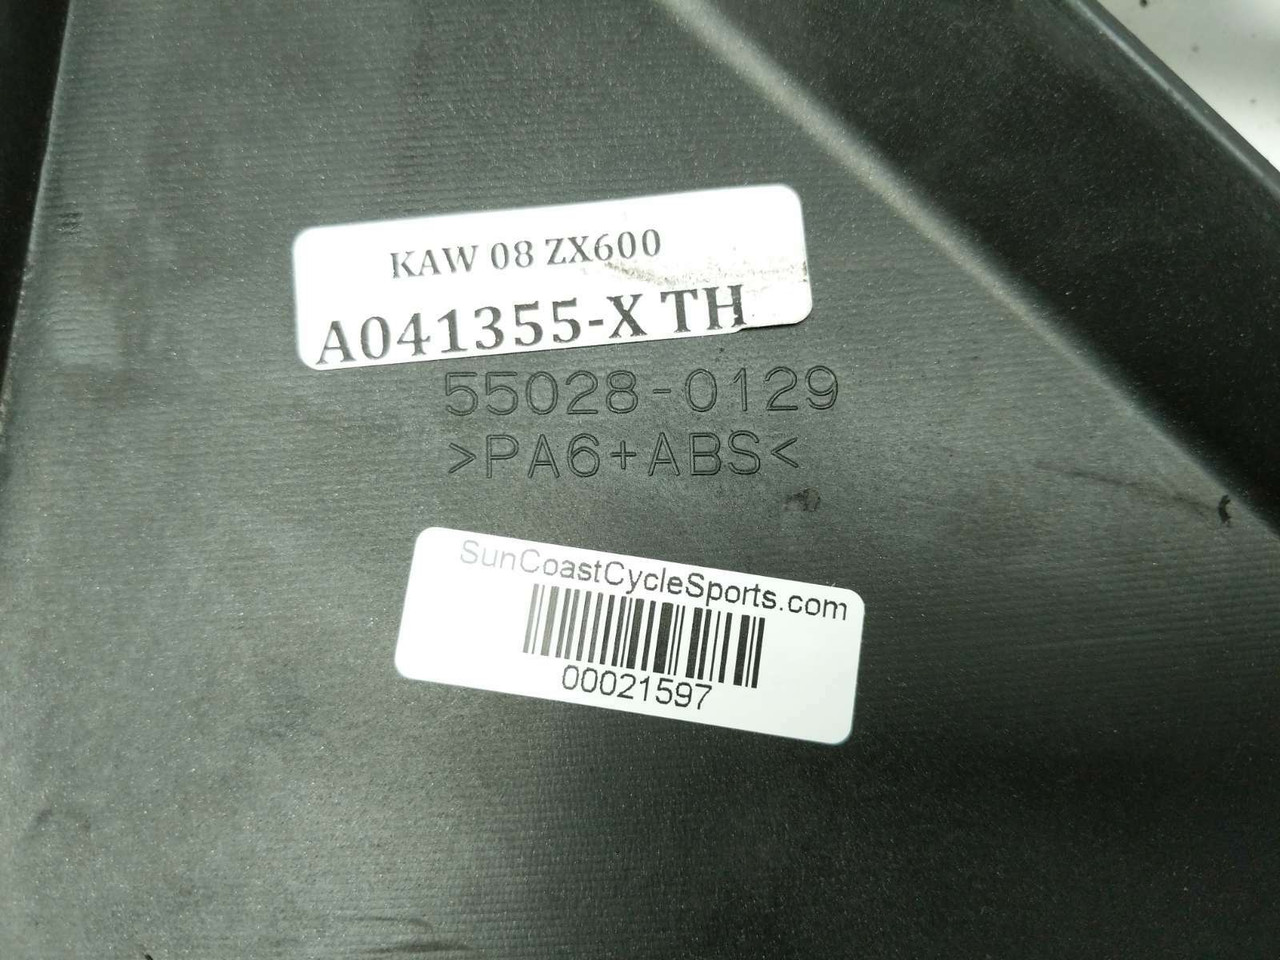 KAW 08 ZX600
A041355-X TH
55028-0129
>PA6+ABS<
SunCoastCycleSports.com
00021597